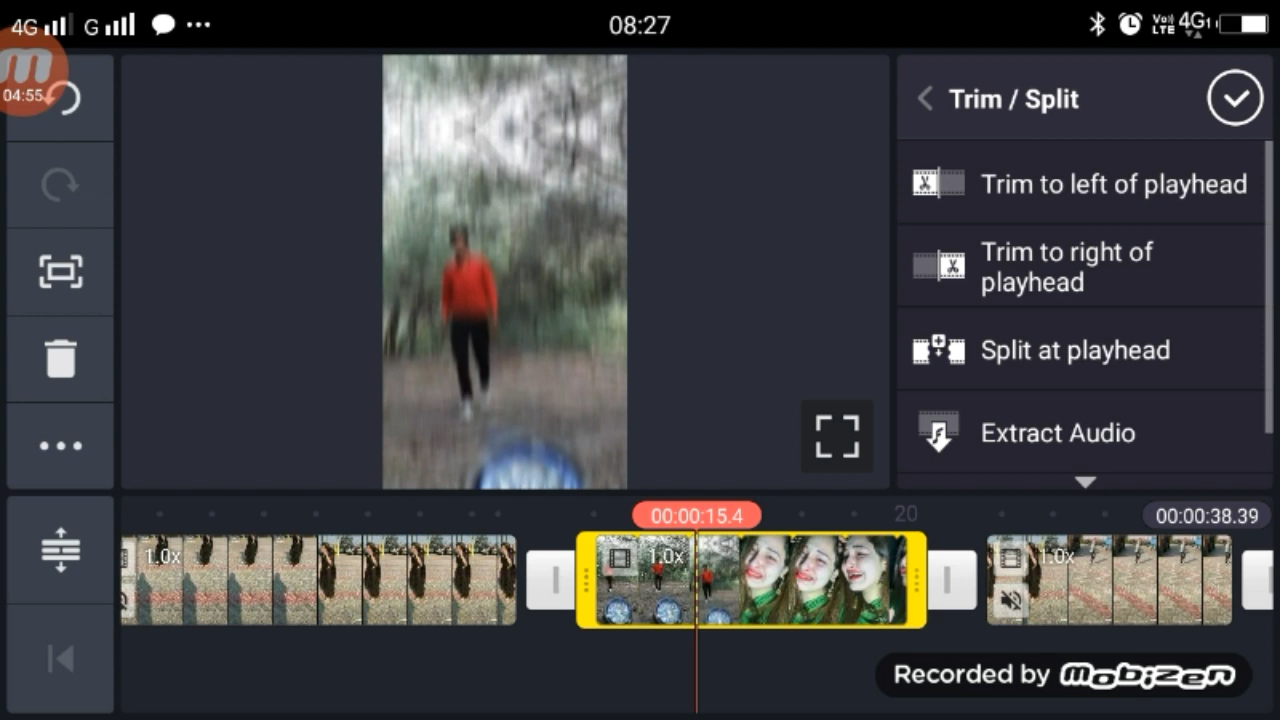 4G G 08:27 Vo)) LTE 4G
m
04:55
Trim / Split
Trim to left of playhead
Trim to right of
playhead
Split at playhead
Extract Audio
00:00:15.4 20 00:00:38.39
1.0x 1.0x 1.0x
Recorded by mobizen